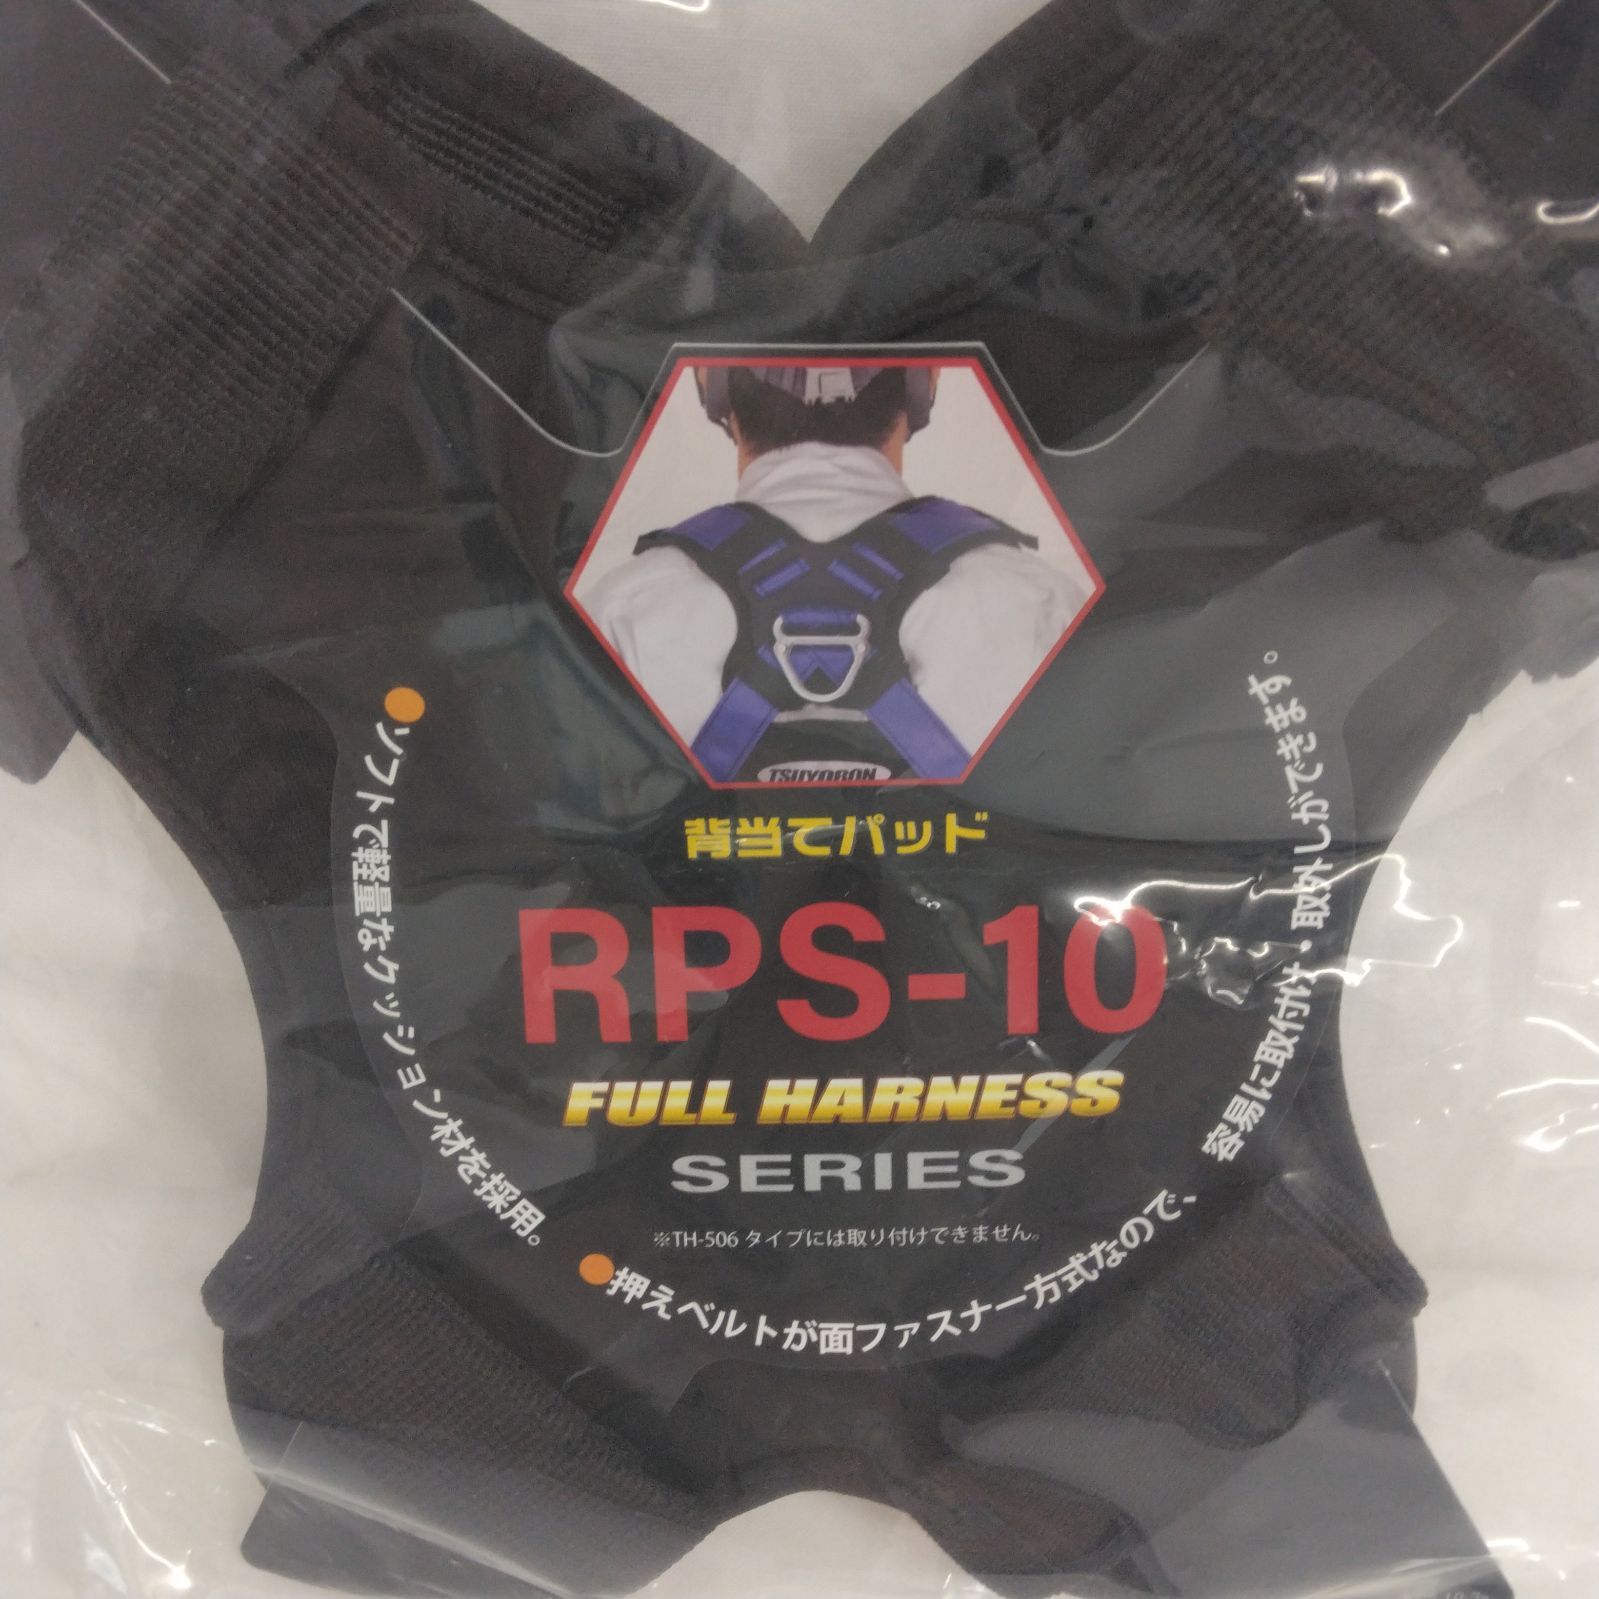 TSUYORON
背当てパッド
RPS-10
FULL HARNESS
SERIES
※TH-506 タイプには取り付けできません。
●ソフトで軽量なクッション材を採用。
●押えベルトが面ファスナー方式なので、容易に取付け・取外しができます。